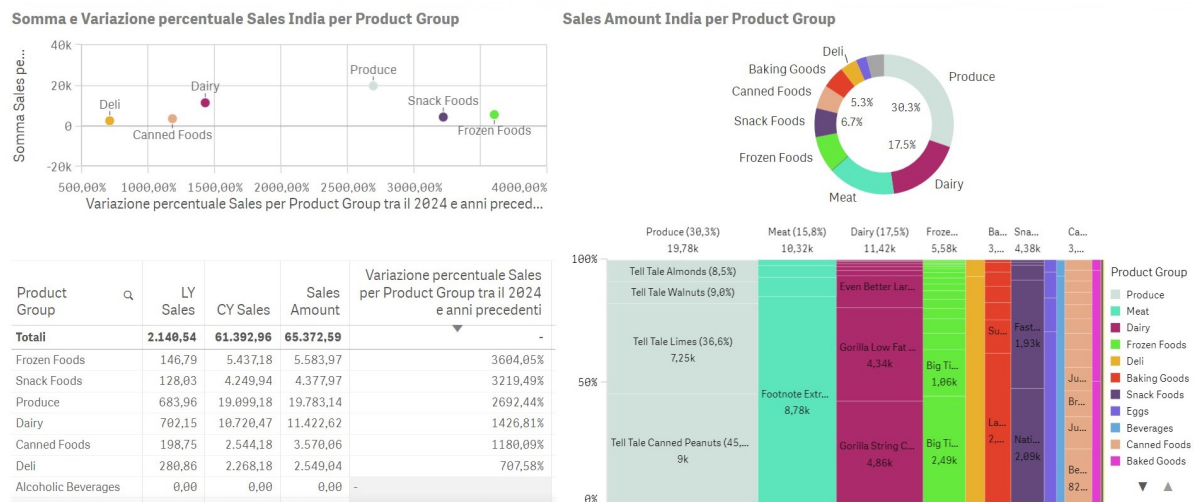 Somma e Variazione percentuale Sales India per Product Group
Somma Sales pe...
40k
20k
0
-20k
Deli
Canned Foods
Dairy
Produce
Snack Foods
Frozen Foods
500,00% 1000,00% 1500,00% 2000,00% 2500,00% 3000,00% 4000,00%
Variazione percentuale Sales per Product Group tra il 2024 e anni preced...
Sales Amount India per Product Group
Deli
Baking Goods
Canned Foods
Snack Foods
Frozen Foods
Meat
Dairy
Produce
5.3%
6.7%
30.3%
17.5%
Product Group LY Sales CY Sales Sales Amount Variazione percentuale Sales per Product Group tra il 2024 e anni precedenti
Totali 2.140,54 61.392,96 65.372,59 -
Frozen Foods 146,79 5.437,18 5.583,97 3604,05%
Snack Foods 128,03 4.249,94 4.377,97 3219,49%
Produce 683,96 19.099,18 19.783,14 2692,44%
Dairy 702,15 10.720,47 11.422,62 1426,81%
Canned Foods 198,75 2.544,18 3.570,06 1180,09%
Deli 280,86 2.268,18 2.549,04 707,58%
Alcoholic Beverages 0,00 0,00 0,00 -
Produce (30,3%) Meat (15,8%) Dairy (17,5%) Froze... Ba... Sna... Ca...
19,78k 10,32k 11,42k 5,58k 3,... 4,38k 3,...
100%
50%
0%
Tell Tale Almonds (8,5%)
Tell Tale Walnuts (9,0%)
Tell Tale Limes (36,6%)
7,25k
Tell Tale Canned Peanuts (45,...
9k
Footnote Extr...
8,78k
Even Better Lar...
Gorilla Low Fat ...
4,34k
Gorilla String C...
4,86k
Big Ti...
1,06k
Big Ti...
2,49k
Su...
La...
2,...
Fast...
1,93k
Nati...
2,09k
Ju...
Br...
Ju...
Be...
82...
Product Group
Produce
Meat
Dairy
Frozen Foods
Deli
Baking Goods
Snack Foods
Eggs
Beverages
Canned Foods
Baked Goods